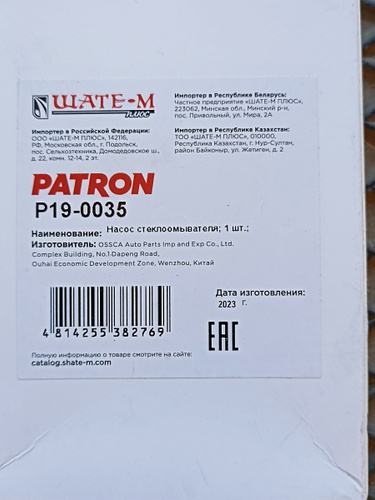 ШАТЕ-М
ПЛЮС
Импортер в Российской Федерации:
ООО «ШАТЕ-М ПЛЮС», 142116,
РФ, Московская обл., г. Подольск,
пос. Сельхозтехника, Домодедовское ш.,
д. 22, комн. 12-14, 2 эт.
Импортер в Республике Беларусь:
Частное предприятие «ШАТЕ-М ПЛЮС»,
223062, Минская обл., Минский р-н,
пос. Привольный, ул. Мира, 2А
Импортер в Республике Казахстан:
ТОО «ШАТЕ-М ПЛЮС», 010000,
Республика Казахстан, г. Нур-Султан,
район Байконыр, ул. Жетиген, д. 2
PATRON
P19-0035
Наименование: Насос стеклоомывателя; 1 шт.;
Изготовитель: OSSCA Auto Parts Imp and Exp Co., Ltd.
Complex Building, No.1 Dapeng Road,
Ouhai Economic Development Zone, Wenzhou, Китай
Дата изготовления:
2023 г.
4 814255 382769
EAC
Полную информацию о товаре смотрите на сайте:
catalog.shate-m.com